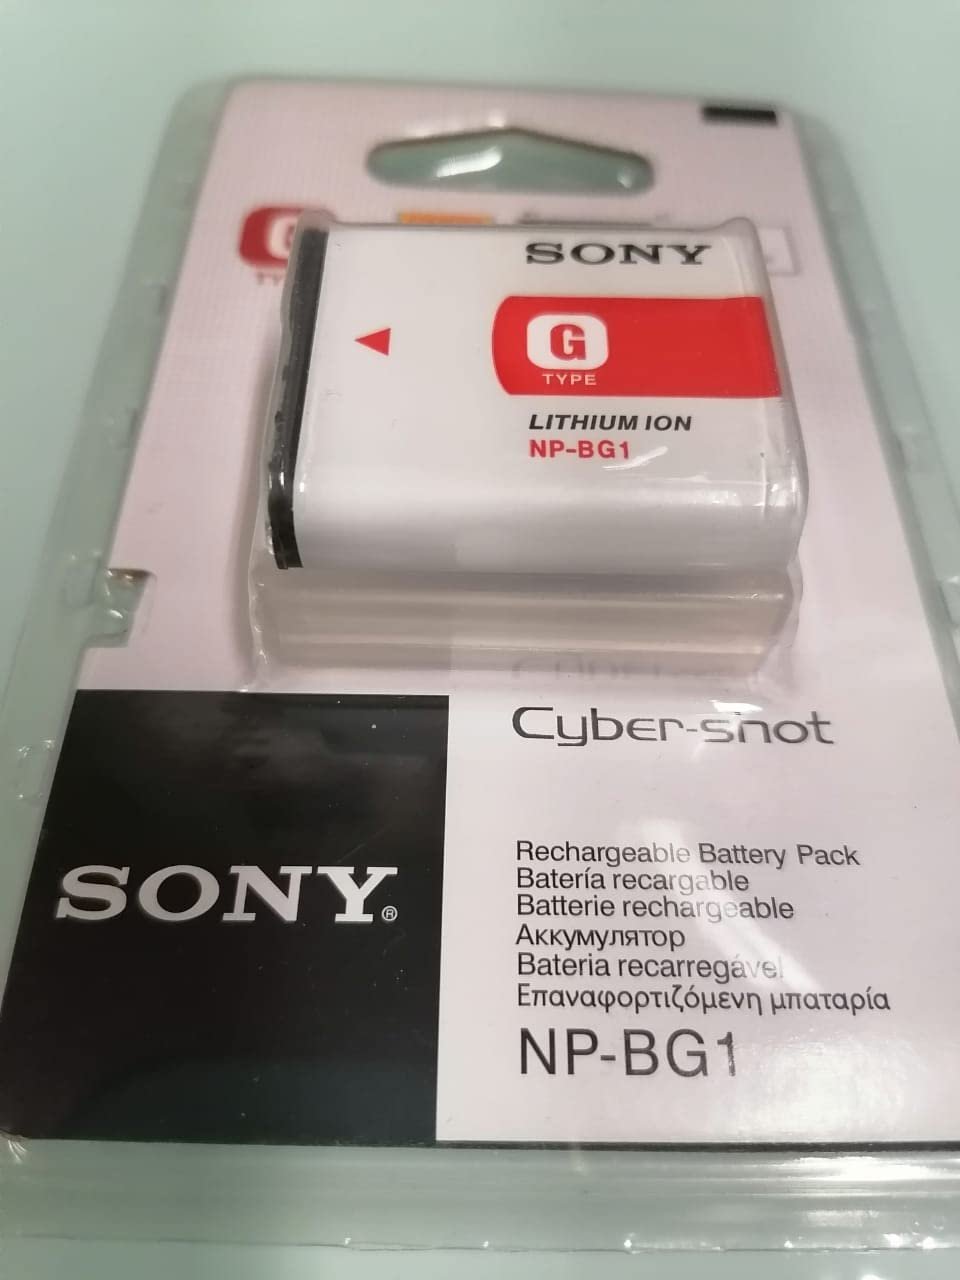 G
SONY
G
TYPE
LITHIUM ION
NP-BG1
Cyber-shot
SONY®
Rechargeable Battery Pack
Batería recargable
Batterie rechargeable
Аккумулятор
Bateria recarregável
Επαναφορτιζόμενη μπαταρία
NP-BG1